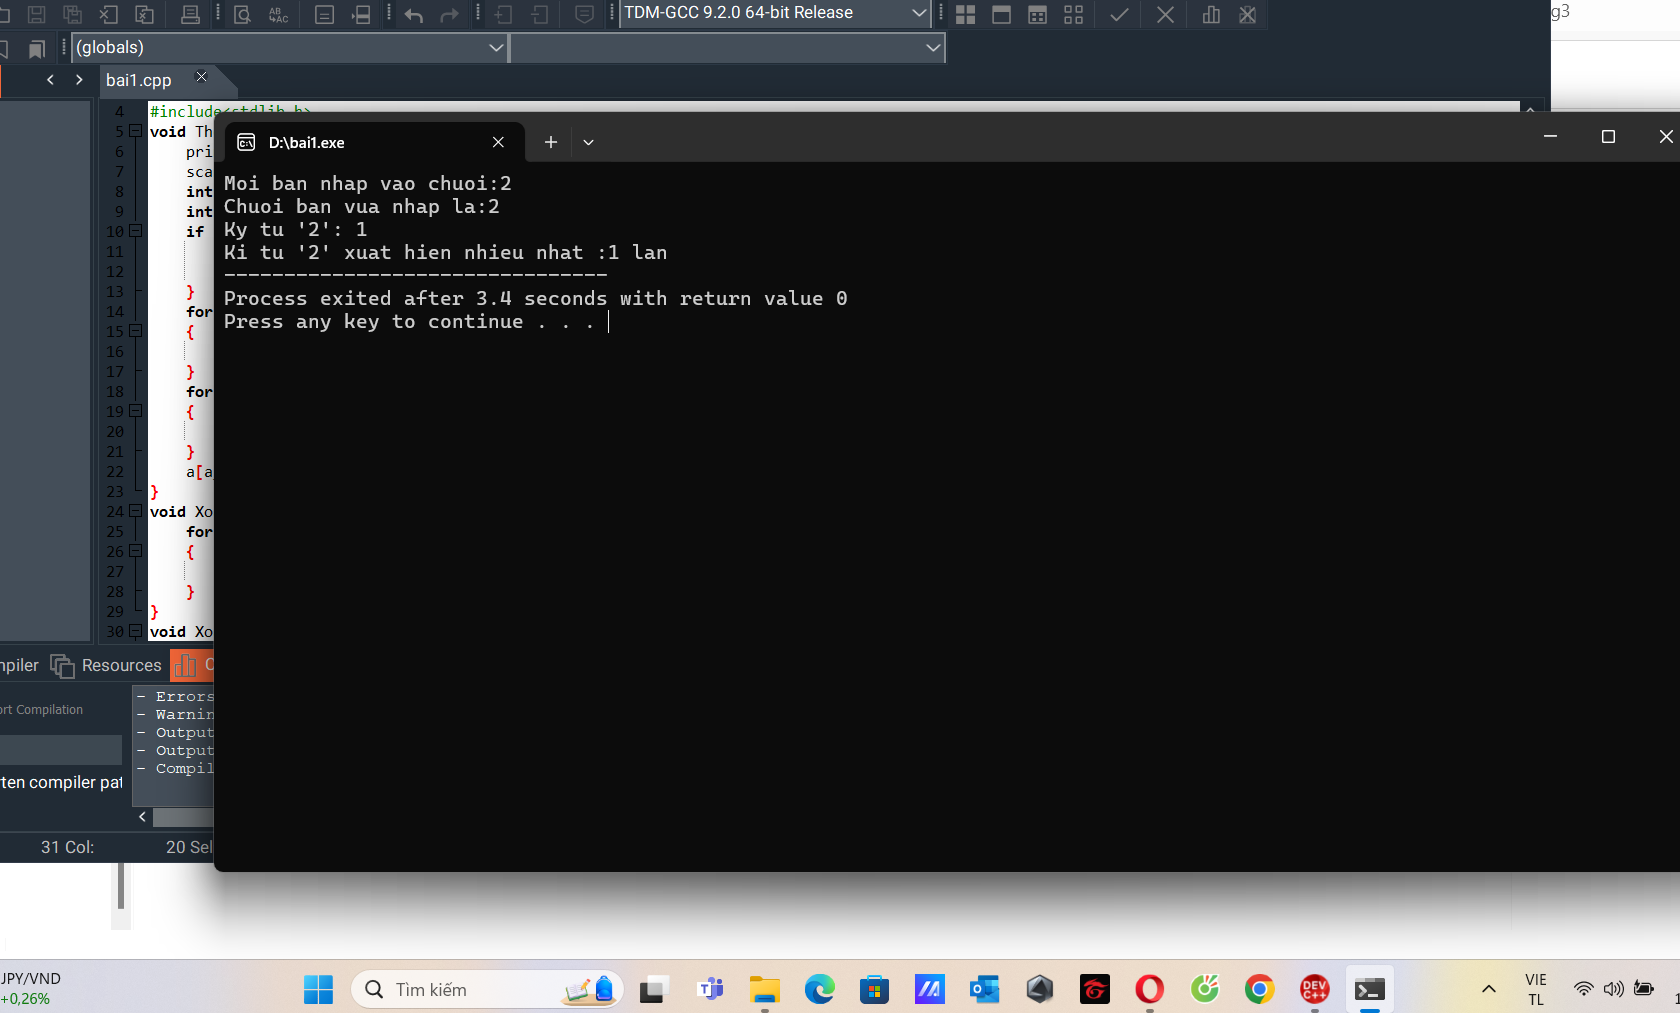 TDM-GCC 9.2.0 64-bit Release
g3
(globals)
bai1.cpp
4 #include<stdlib.h>
5 void Th
6 pri
7 sca
8 int
9 int
10 if
11
12
13 }
14 for
15 {
16
17 }
18 for
19 {
20
21 }
22 a[a
23 }
24 void Xo
25 for
26 {
27
28 }
29 }
30 void Xo
D:\bai1.exe
Moi ban nhap vao chuoi:2
Chuoi ban vua nhap la:2
Ky tu '2': 1
Ki tu '2' xuat hien nhieu nhat :1 lan
--------------------------------
Process exited after 3.4 seconds with return value 0
Press any key to continue . . .
mpiler
Resources
ort Compilation
ten compiler pat
- Errors
- Warnin
- Output
- Output
- Compil
31 Col:
20 Sel
JPY/VND
+0,26%
Tìm kiếm
DEV
C++
VIE
TL